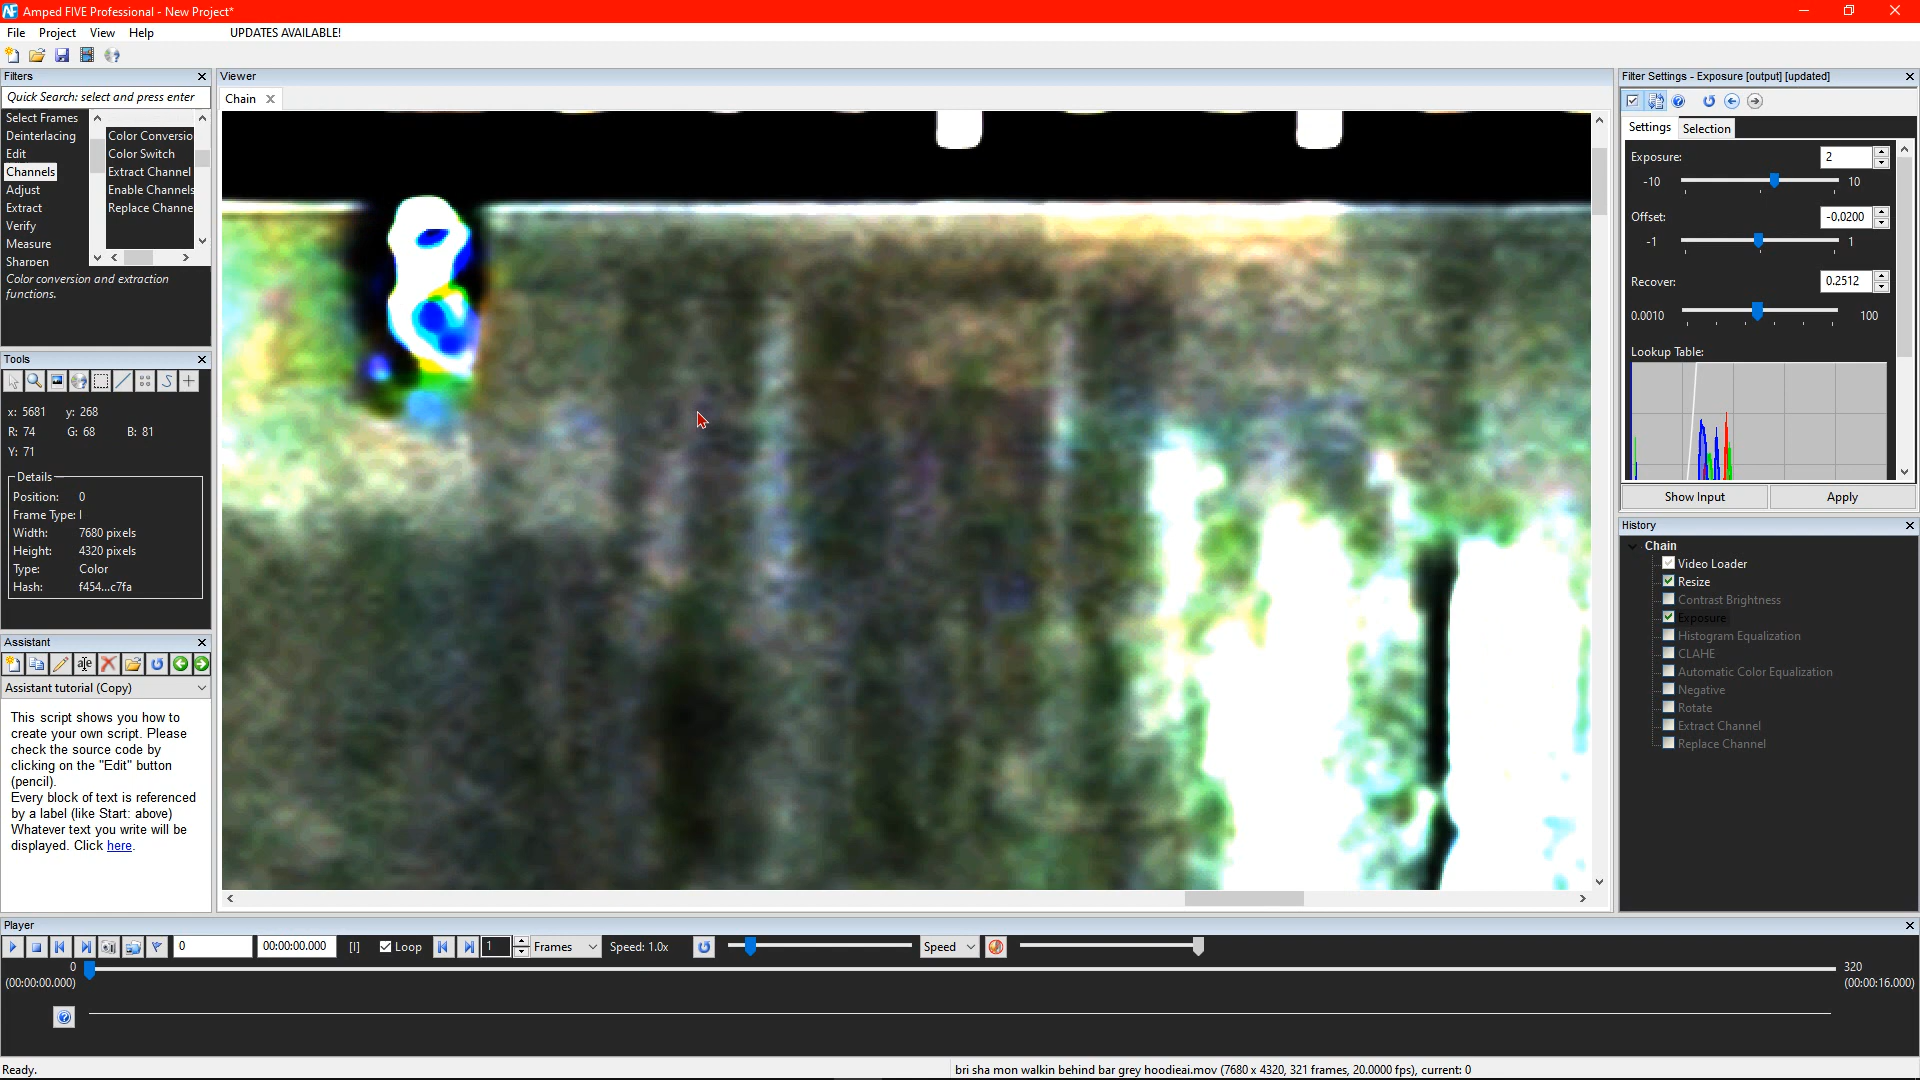 Amped FIVE Professional - New Project*
File Project View Help UPDATES AVAILABLE!
Filters
Quick Search: select and press enter
Select Frames
Deinterlacing
Edit
Channels
Adjust
Extract
Verify
Measure
Sharpen
Color Conversio
Color Switch
Extract Channel
Enable Channels
Replace Channe
Color conversion and extraction
functions.
Tools
x: 5681 y: 268
R: 74 G: 68 B: 81
Y: 71
Details
Position: 0
Frame Type: I
Width: 7680 pixels
Height: 4320 pixels
Type: Color
Hash: f454...c7fa
Assistant
Assistant tutorial (Copy)
This script shows you how to
create your own script. Please
check the source code by
clicking on the "Edit" button
(pencil).
Every block of text is referenced
by a label (like Start: above)
Whatever text you write will be
displayed. Click here.
Viewer
Chain
Filter Settings - Exposure [output] [updated]
Settings Selection
Exposure: 2
-10 10
Offset: -0.0200
-1 1
Recover: 0.2512
0.0010 100
Lookup Table:
Show Input Apply
History
Chain
Video Loader
Resize
Contrast Brightness
Exposure
Histogram Equalization
CLAHE
Automatic Color Equalization
Negative
Rotate
Extract Channel
Replace Channel
Player
0 00:00:00.000 [I] Loop 1 Frames Speed: 1.0x Speed
0 320
(00:00:00.000) (00:00:16.000)
Ready. bri sha mon walkin behind bar grey hoodieai.mov (7680 x 4320, 321 frames, 20.0000 fps), current: 0